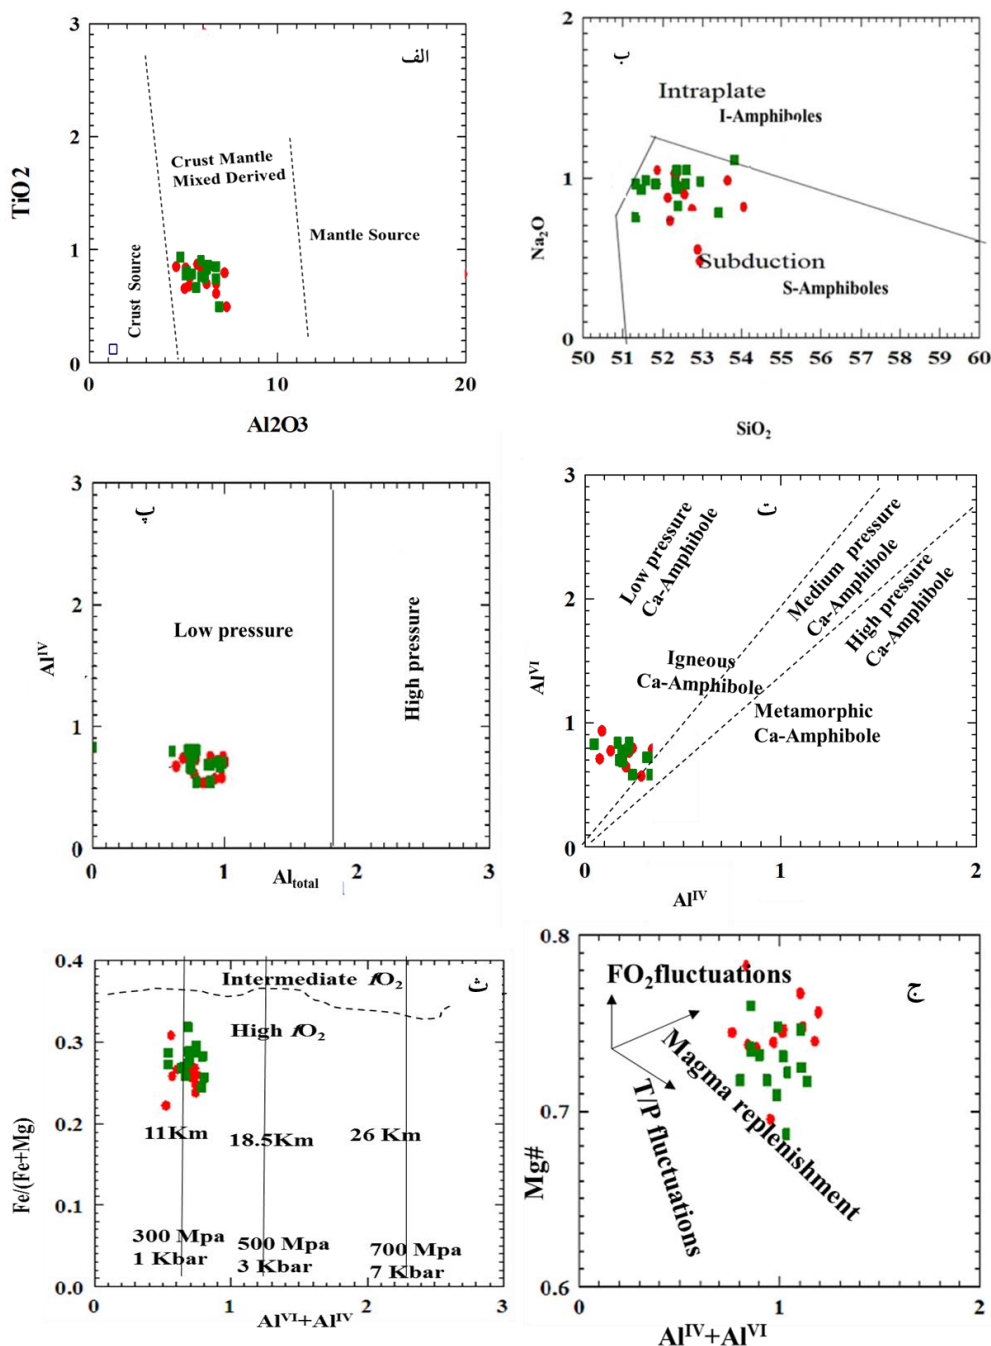 الف
TiO2
3
2
1
0
Crust Mantle
Mixed Derived
Mantle Source
Crust Source
0
10
20
Al2O3
ب
Na₂O
2
1
0
Intraplate
I-Amphiboles
Subduction
S-Amphiboles
50 51 52 53 54 55 56 57 58 59 60
SiO₂
پ
Alᴵⱽ
3
2
1
0
Low pressure
High pressure
0
1
2
3
Al total
ت
Alⱽᴵ
3
2
1
0
Low pressure
Ca-Amphibole
Medium pressure
Ca-Amphibole
High pressure
Ca-Amphibole
Igneous
Ca-Amphibole
Metamorphic
Ca-Amphibole
0
1
2
Alᴵⱽ
ث
Fe/(Fe+Mg)
0.4
0.3
0.2
0.1
0.0
Intermediate fO₂
High fO₂
11Km
18.5Km
26 Km
300 Mpa
1 Kbar
500 Mpa
3 Kbar
700 Mpa
7 Kbar
0
1
2
3
Alⱽᴵ+Alᴵⱽ
ج
Mg#
0.8
0.7
0.6
FO₂fluctuations
Magma replenishment
T/P fluctuations
0
1
2
Alᴵⱽ+Alⱽᴵ